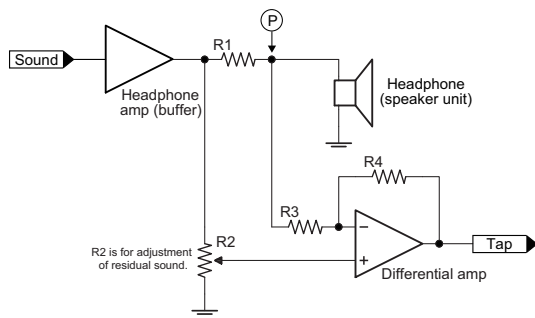 P
Sound
R1
Headphone
amp (buffer)
Headphone
(speaker unit)
R4
R3
R2
R2 is for adjustment
of residual sound.
−
+
Tap
Differential amp